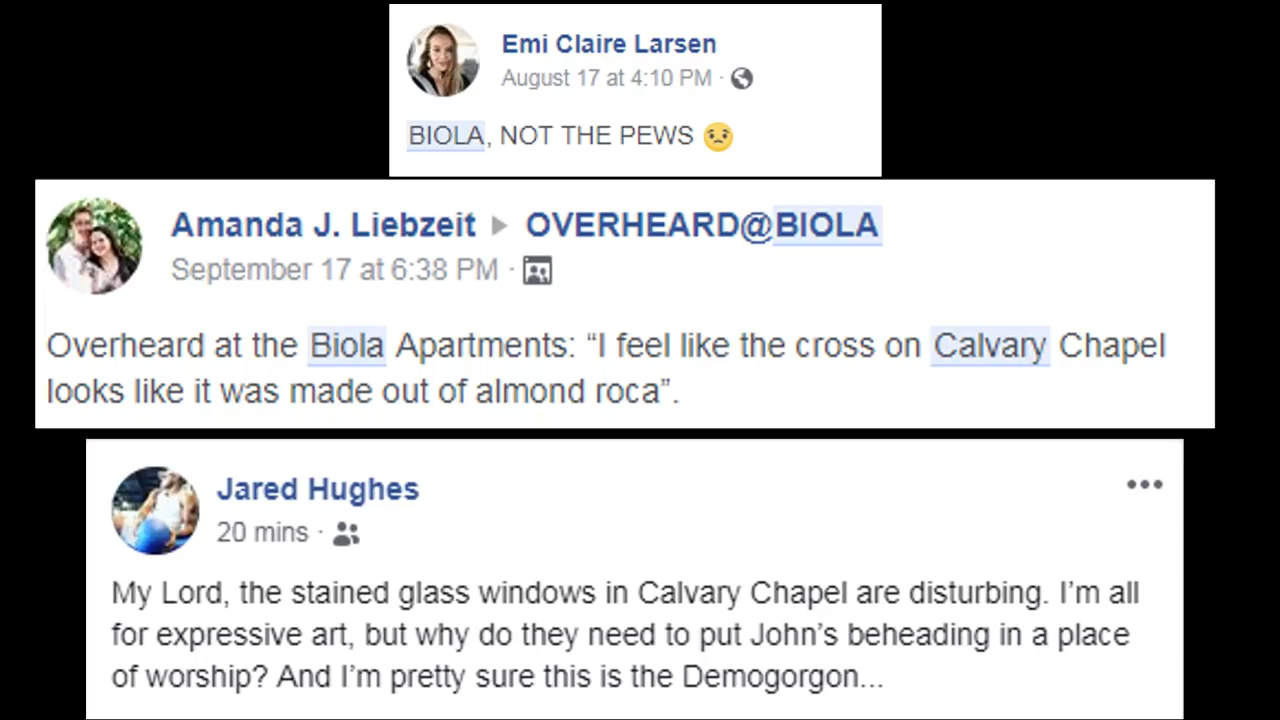 Emi Claire Larsen
August 17 at 4:10 PM ·
BIOLA, NOT THE PEWS 😟
Amanda J. Liebzeit ▸ OVERHEARD@BIOLA
September 17 at 6:38 PM ·
Overheard at the Biola Apartments: “I feel like the cross on Calvary Chapel
looks like it was made out of almond roca”.
Jared Hughes
20 mins ·
My Lord, the stained glass windows in Calvary Chapel are disturbing. I’m all
for expressive art, but why do they need to put John’s beheading in a place
of worship? And I’m pretty sure this is the Demogorgon...